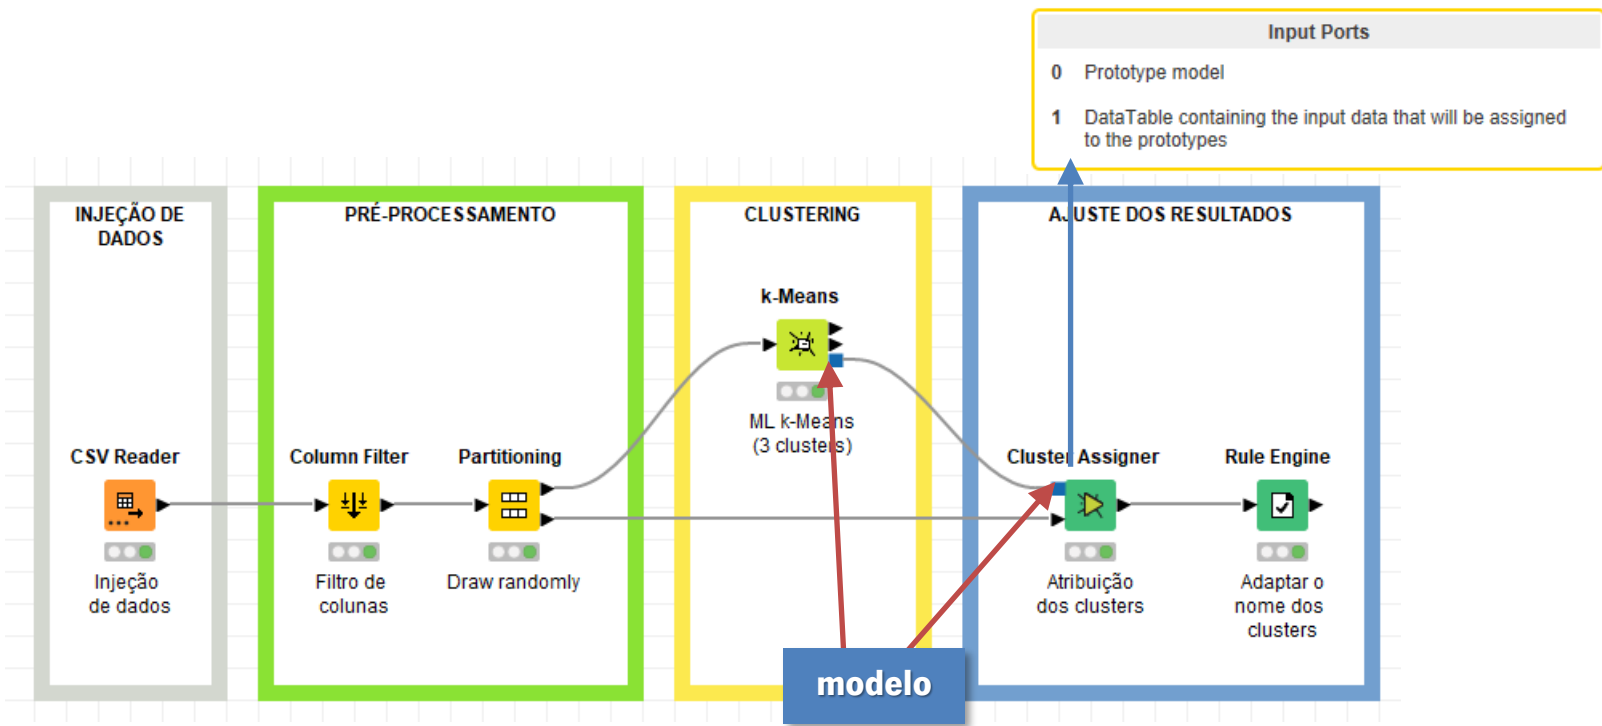 Input Ports
0 Prototype model
1 DataTable containing the input data that will be assigned
to the prototypes
INJEÇÃO DE
DADOS
PRÉ-PROCESSAMENTO
CLUSTERING
AJUSTE DOS RESULTADOS
k-Means
ML k-Means
(3 clusters)
CSV Reader
Column Filter
Partitioning
Cluster Assigner
Rule Engine
Injeção
de dados
Filtro de
colunas
Draw randomly
Atribuição
dos clusters
Adaptar o
nome dos
clusters
modelo